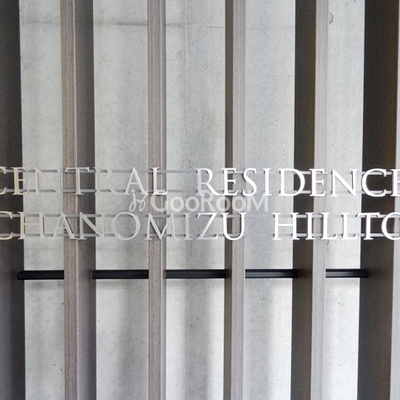 CENTRAL RESIDENCE
GooRooM
CHANOMIZU HILLTO